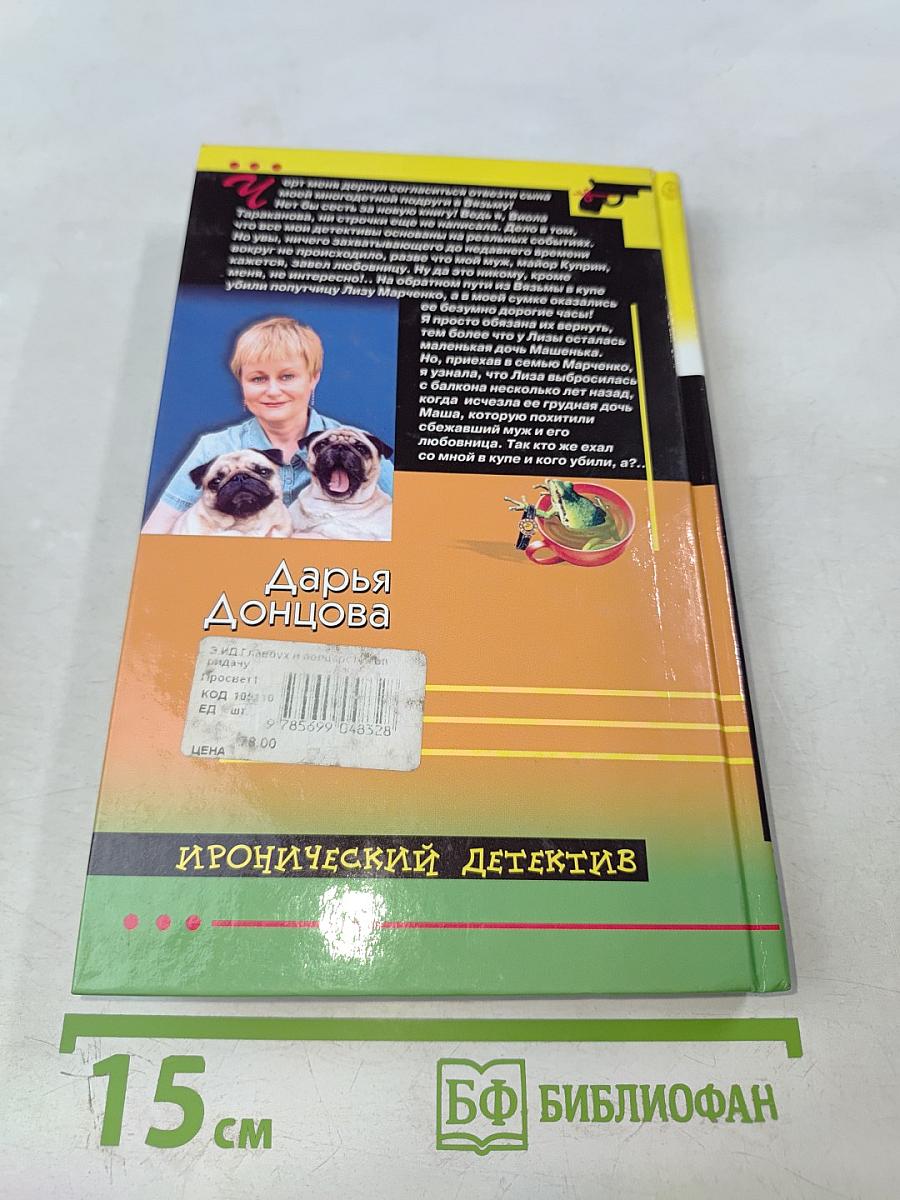 Черт меня дернул согласиться отвезти сына
моей многодетной подруги в Вязьму!
Нет бы сесть за новую книгу! Ведь я, Виола
Тараканова, ни строчки еще не написала. Дело в том,
что все мои детективы основаны на реальных событиях.
Но увы, ничего захватывающего до недавнего времени
вокруг не происходило, разве что мой муж, майор Куприн,
кажется, завел любовницу. Ну да это никому, кроме
меня, не интересно!.. На обратном пути из Вязьмы в купе
убили попутчицу Лизу Марченко, а в моей сумке оказались
ее безумно дорогие часы!
Я просто обязана их вернуть,
тем более что у Лизы осталась
маленькая дочь Машенька.
Но, приехав в семью Марченко,
я узнала, что Лиза выбросилась
с балкона несколько лет назад,
когда исчезла ее грудная дочь
Маша, которую похитили
сбежавший муж и его
любовница. Так кто же ехал
со мной в купе и кого убили, а?..
Дарья
Донцова
Э.ИД.Главбух и
ридачу
Просвет1
КОД
ЕД шт.
9 785699 048328
ЦЕНА 78.00
ИРОНИЧЕСКИЙ ДЕТЕКТИВ
15 см
БФ БИБЛИОФАН